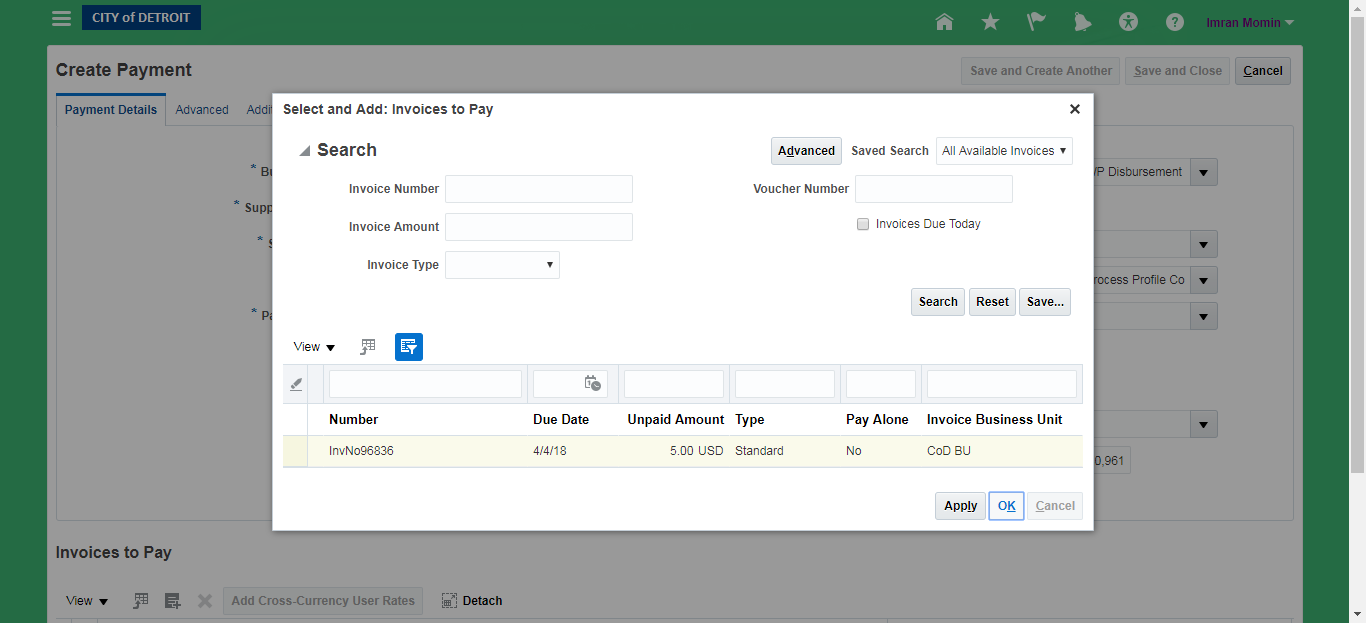 CITY of DETROIT
Imran Momin
Create Payment
Save and Create Another Save and Close Cancel
Payment Details Advanced
Select and Add: Invoices to Pay
Search
Advanced Saved Search All Available Invoices
Invoice Number
Voucher Number
Invoice Amount
Invoices Due Today
Invoice Type
Search Reset Save...
View
Number Due Date Unpaid Amount Type Pay Alone Invoice Business Unit
InvNo96836 4/4/18 5.00 USD Standard No CoD BU
Apply OK Cancel
* Supp
/P Disbursement
rocess Profile Co
0,961
Invoices to Pay
View Add Cross-Currency User Rates Detach